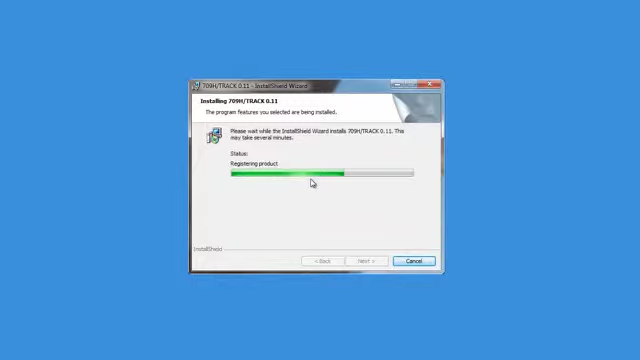 709H/TRACK 0.11 - InstallShield Wizard
Installing 709H/TRACK 0.11
The program features you selected are being installed.
Please wait while the InstallShield Wizard installs 709H/TRACK 0.11. This
may take several minutes.
Status:
Registering product
InstallShield
< Back
Next >
Cancel